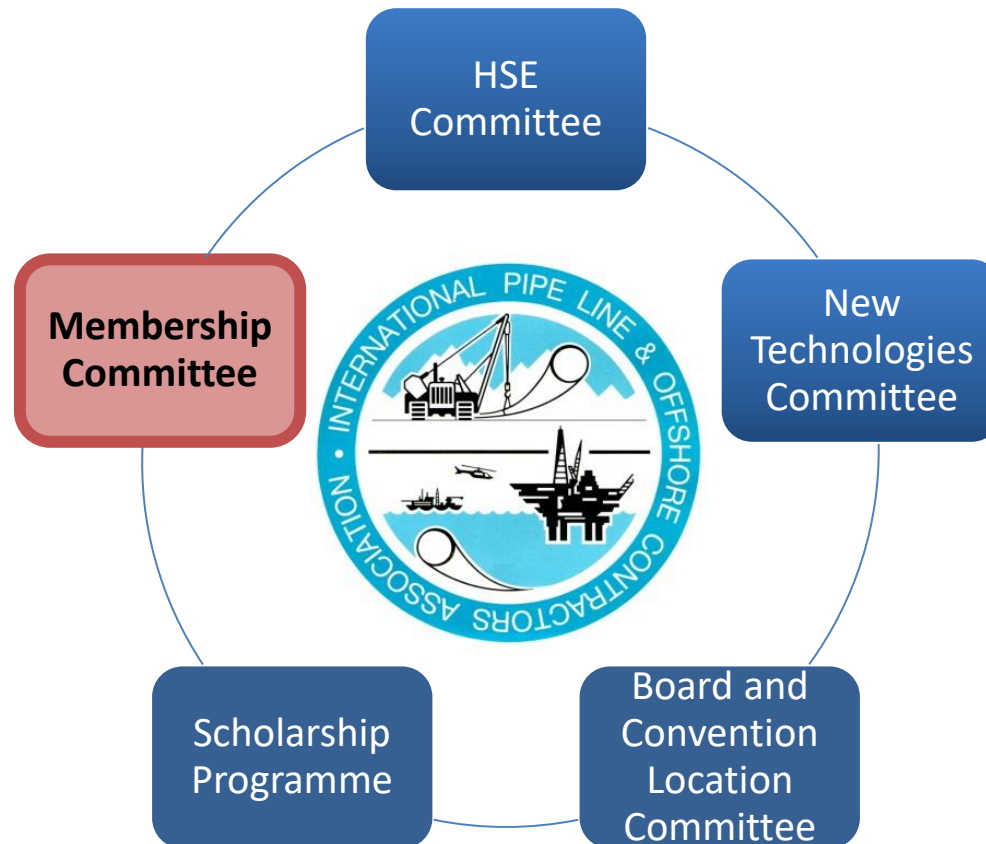 HSE
Committee
New
Technologies
Committee
Board and
Convention
Location
Committee
Scholarship
Programme
Membership
Committee
INTERNATIONAL PIPE LINE & OFFSHORE CONTRACTORS ASSOCIATION •